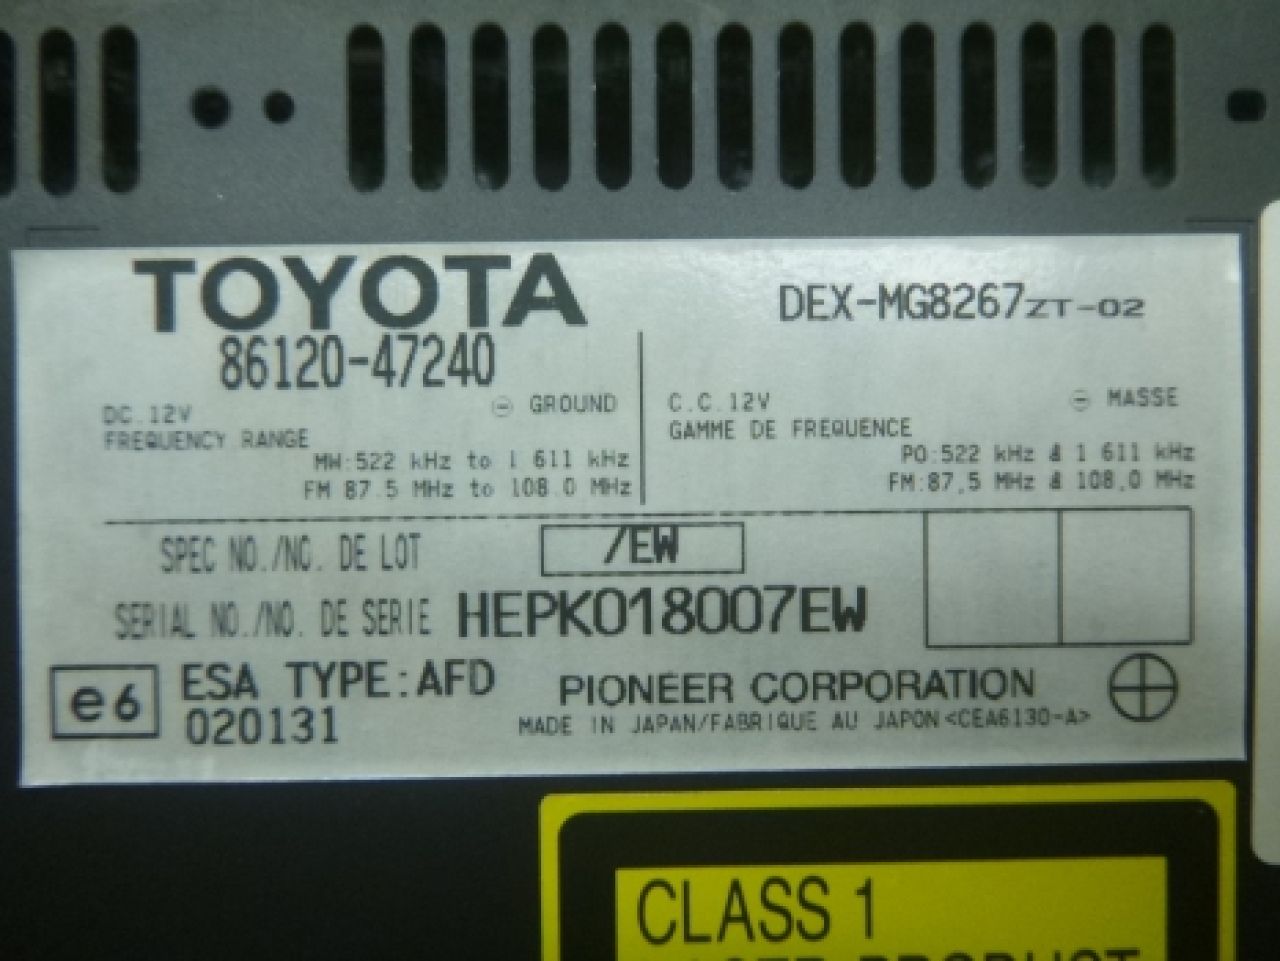 TOYOTA
86120-47240
DEX-MG8267ZT-02
DC.12V ⊖ GROUND
FREQUENCY RANGE
MW:522 kHz to 1 611 kHz
FM 87.5 MHz to 108.0 MHz
C.C.12V ⊖ MASSE
GAMME DE FREQUENCE
PO:522 kHz à 1 611 kHz
FM:87,5 MHz à 108,0 MHz
SPEC NO./NO. DE LOT /EW
SERIAL NO./NO. DE SERIE HEPK018007EW
e6 ESA TYPE:AFD
020131
PIONEER CORPORATION
MADE IN JAPAN/FABRIQUE AU JAPON <CEA6130-A>
CLASS 1
LASER PRODUCT